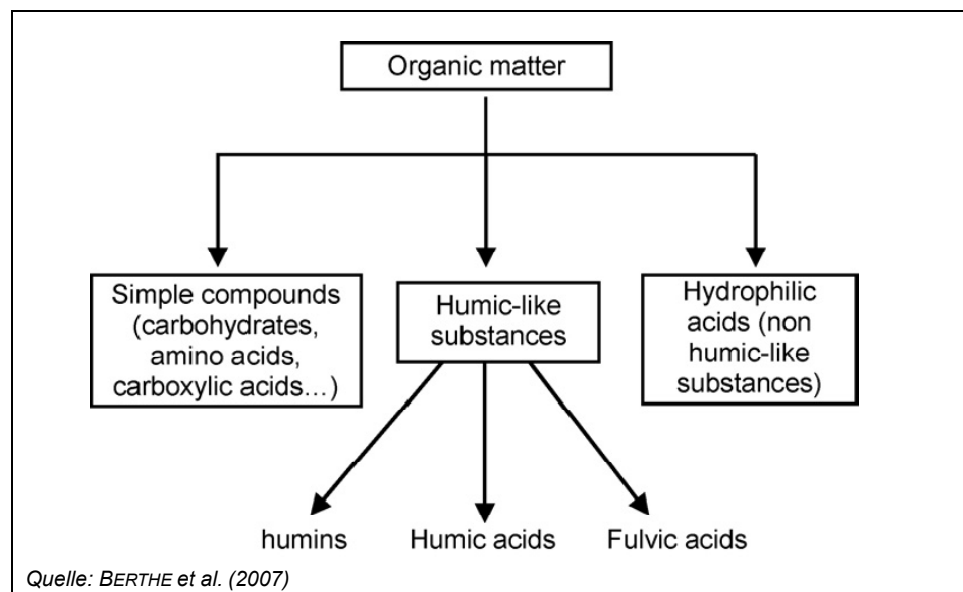 Organic matter
Simple compounds
(carbohydrates,
amino acids,
carboxylic acids…)
Humic-like
substances
Hydrophilic
acids (non
humic-like
substances)
humins
Humic acids
Fulvic acids
Quelle: BERTHE et al. (2007)